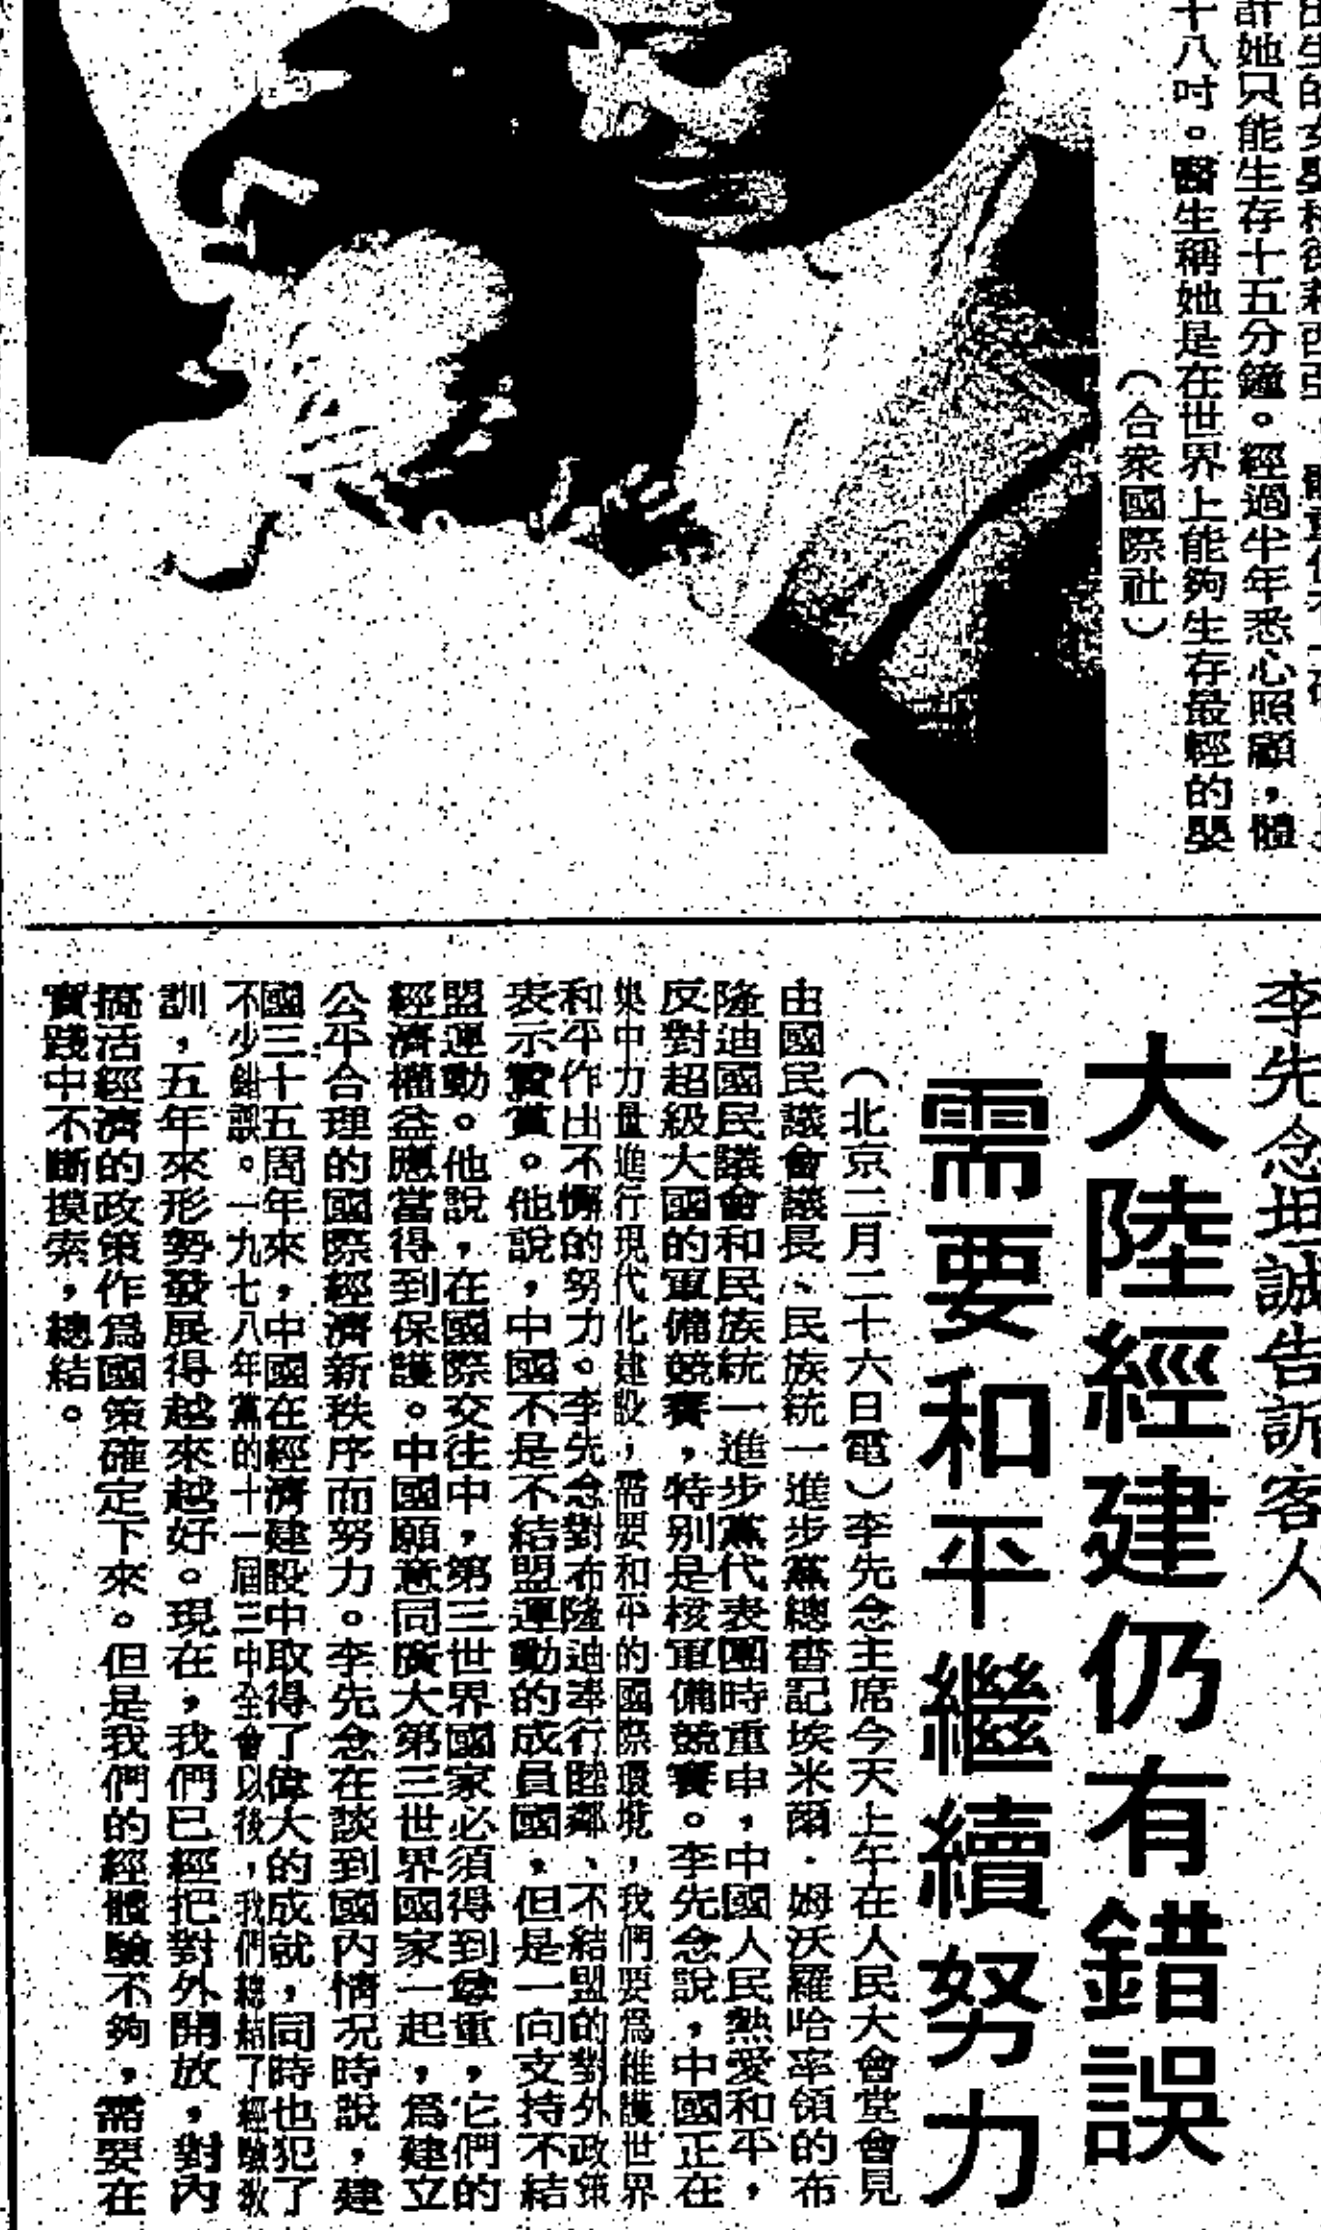 計她只能生存十五分鐘。經過半年悉心照顧，體
十八吋。醫生稱她是在世界上能夠生存最輕的嬰
（合衆國際社）
李先念坦誠告訴客人
大陸經建仍有錯誤
需要和平繼續努力
（北京二月二十六日電）李先念主席今天上午在人民大會堂會見
由國民議會議長、民族統一進步黨總書記埃米爾．姆沃羅哈率領的布
隆迪國民議會和民族統一進步黨代表團時重申，中國人民熱愛和平，
反對超級大國的軍備競賽，特別是核軍備競賽。李先念說，中國正在
集中力量進行現代化建設，需要和平的國際環境，我們要爲維護世界
和平作出不懈的努力。李先念對布隆迪奉行睦鄰、不結盟的對外政策
表示贊賞。他說，中國不是不結盟運動的成員國，但是一向支持不結
盟運動。他說，在國際交往中，第三世界國家必須得到尊重，它們的
經濟權益應當得到保護。中國願意同廣大第三世界國家一起，爲建立
公平合理的國際經濟新秩序而努力。李先念在談到國內情況時說，建
國三十五周年來，中國在經濟建設中取得了偉大的成就，同時也犯了
不少錯誤。一九七八年黨的十一屆三中全會以後，我們總結了經驗敎
訓，五年來形勢發展得越來越好。現在，我們已經把對外開放，對內
搞活經濟的政策作爲國策確定下來。但是我們的經體驗不夠，需要在
實踐中不斷摸索，總結。